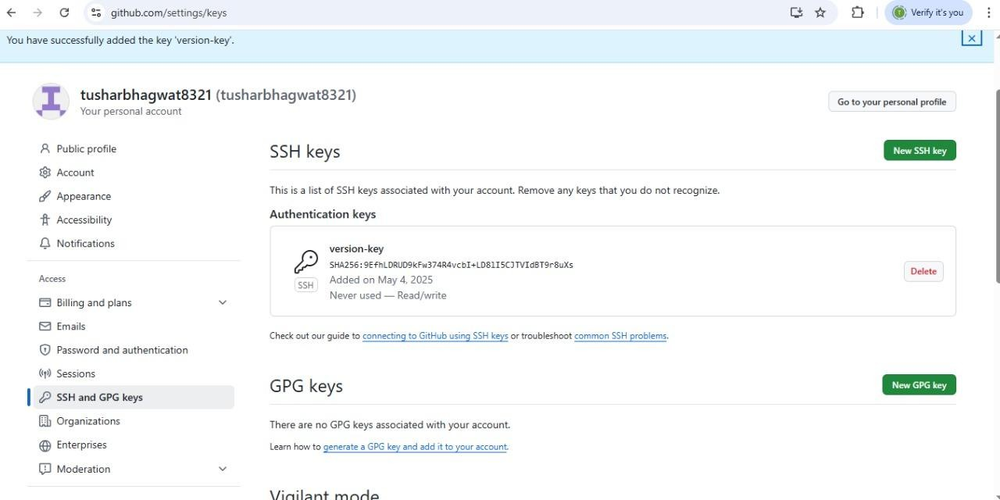 github.com/settings/keys
Verify it's you
You have successfully added the key 'version-key'.
tusharbhagwat8321 (tusharbhagwat8321)
Your personal account
Go to your personal profile
Public profile
Account
Appearance
Accessibility
Notifications
Access
Billing and plans
Emails
Password and authentication
Sessions
SSH and GPG keys
Organizations
Enterprises
Moderation
SSH keys
New SSH key
This is a list of SSH keys associated with your account. Remove any keys that you do not recognize.
Authentication keys
version-key
SHA256:9EfhLDRUD9kFw374R4vcbI+LD8lI5CJTVIdBT9r8uXs
SSH
Added on May 4, 2025
Never used — Read/write
Delete
Check out our guide to connecting to GitHub using SSH keys or troubleshoot common SSH problems.
GPG keys
New GPG key
There are no GPG keys associated with your account.
Learn how to generate a GPG key and add it to your account.
Vigilant mode